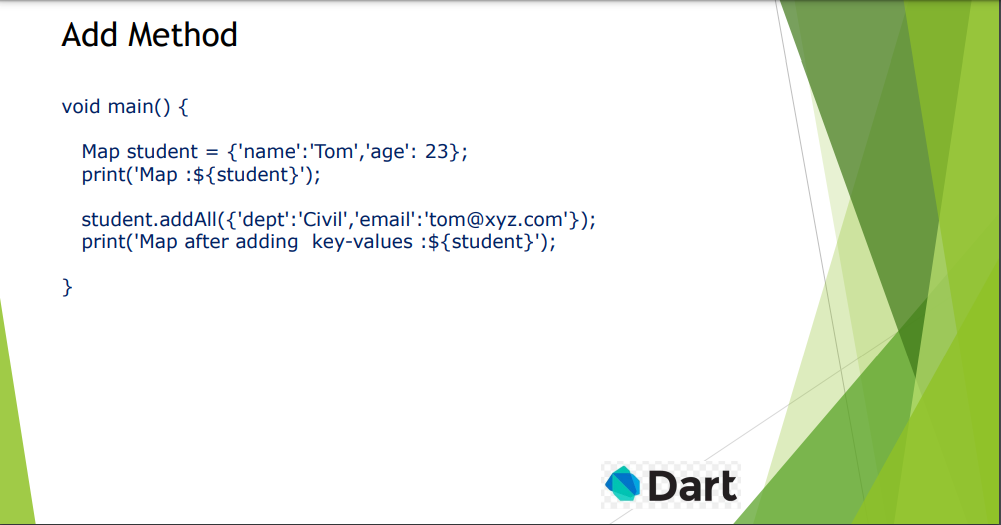 Add Method
void main() {
Map student = {'name':'Tom','age': 23};
print('Map :${student}');
student.addAll({'dept':'Civil','email':'tom@xyz.com'});
print('Map after adding  key-values :${student}');
}
Dart